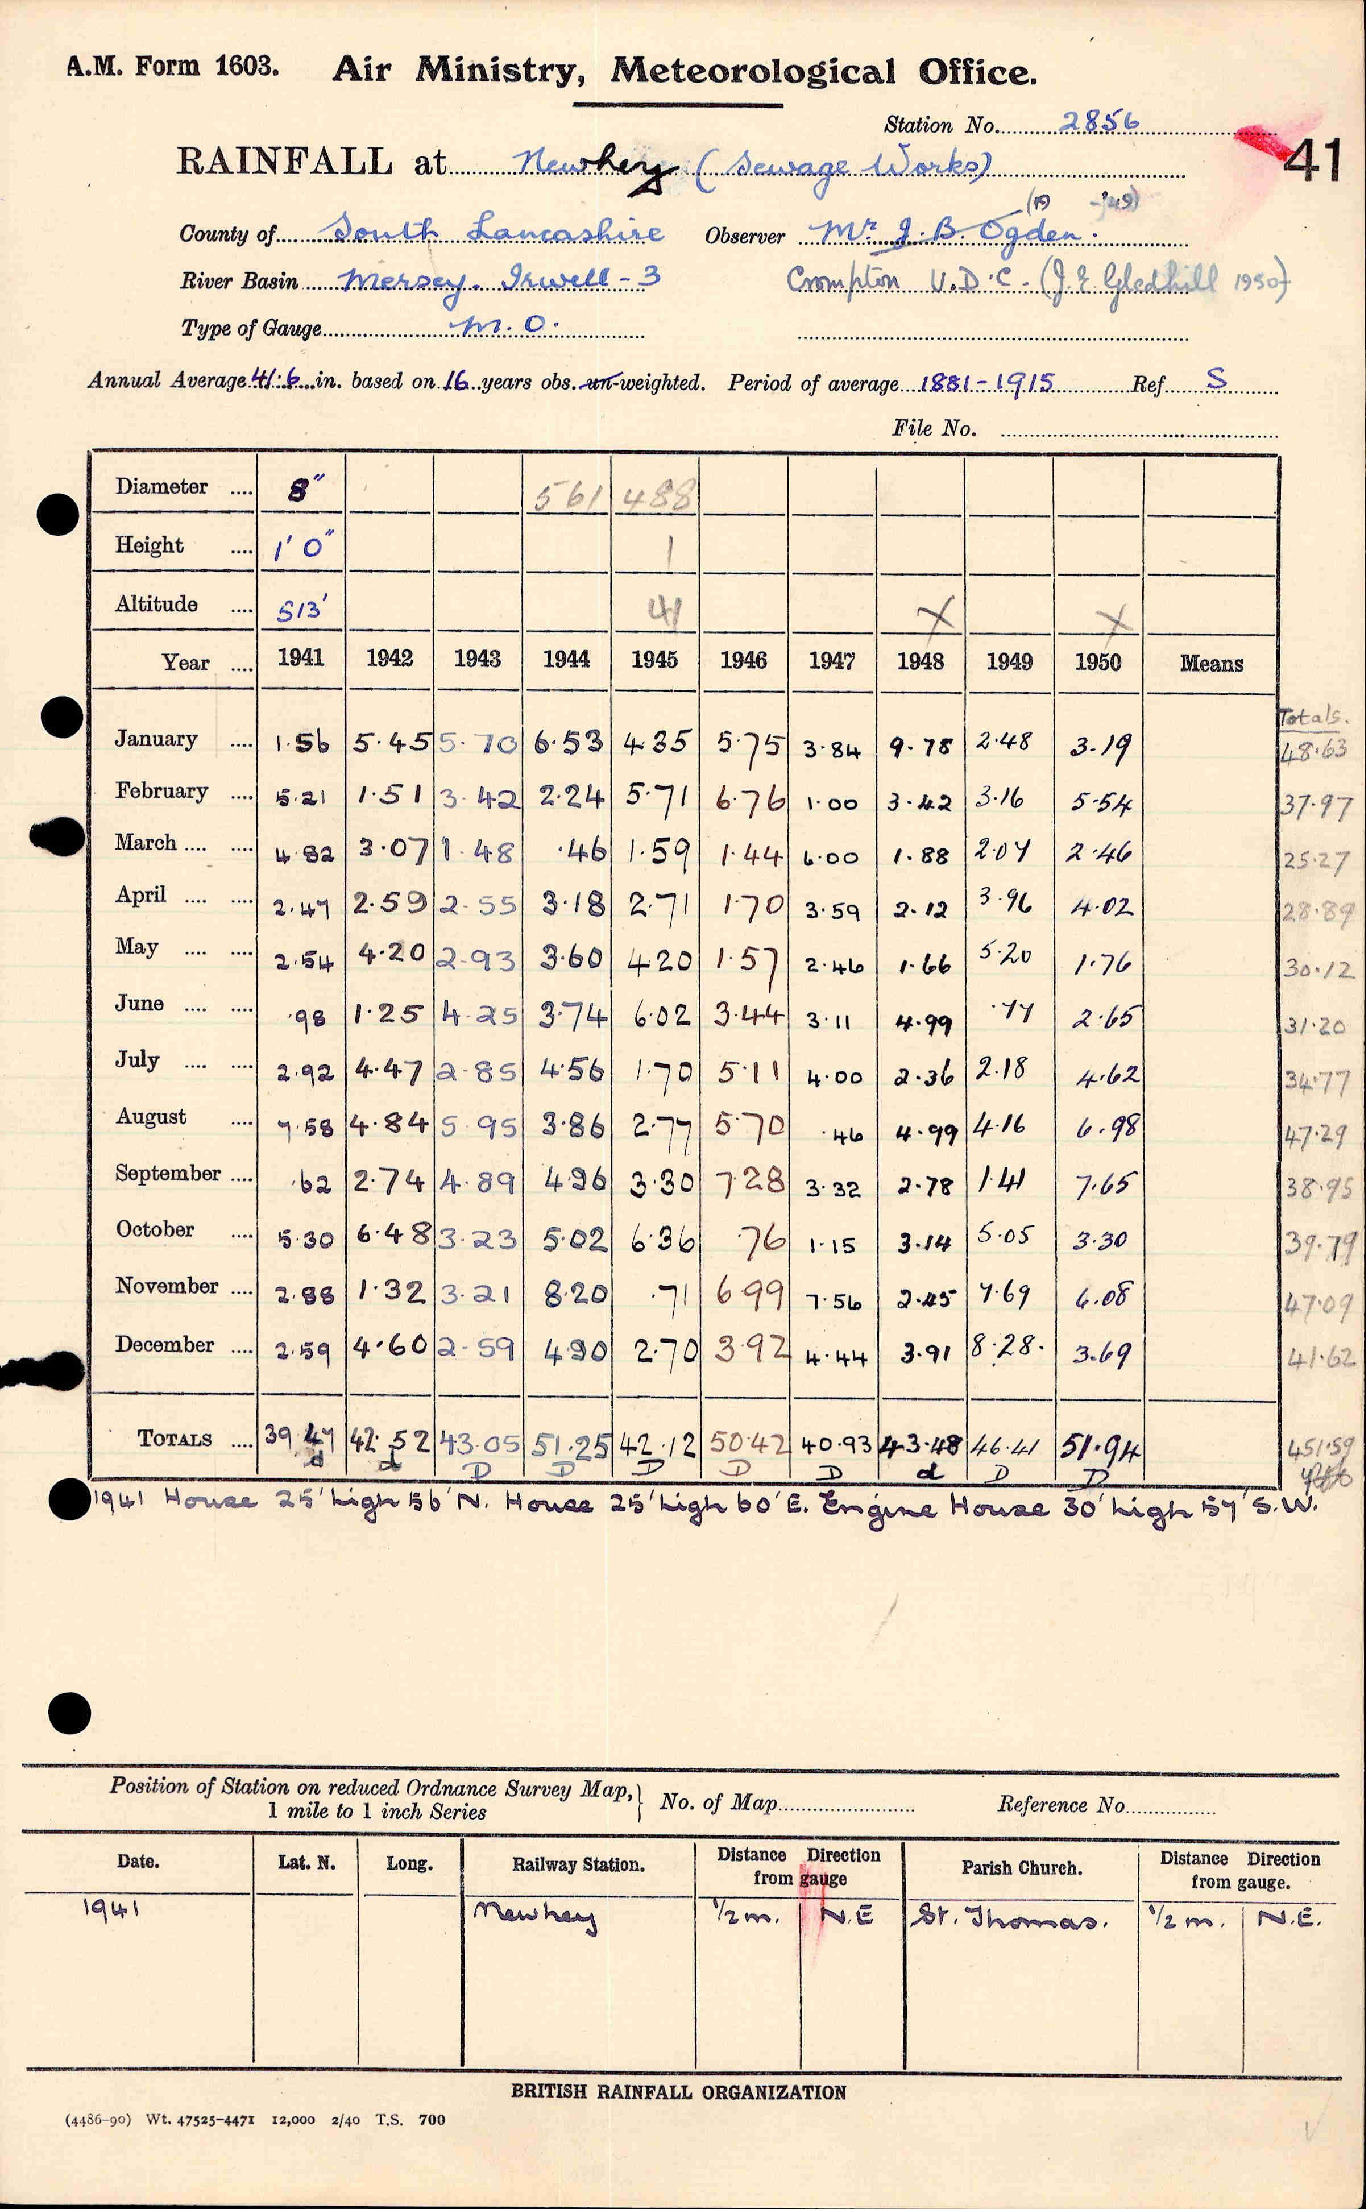 A.M. Form 1603. Air Ministry, Meteorological Office.
Station No. 2856
41
RAINFALL at Newhey (Sewage Works)
(19 -'49)
County of South Lancashire Observer Mr J. B. Ogden.
River Basin Mersey. Irwell - 3 Crompton U.D.C. (J.E. Gledhill 1950)
Type of Gauge M.O.
Annual Average 41.6 in. based on 16 years obs. un-weighted. Period of average 1881-1915 Ref S
File No.
Diameter .... 8" 561 488
Height .... 1' 0" 1
Altitude .... 513' 41 X X
Year .... 1941 1942 1943 1944 1945 1946 1947 1948 1949 1950 Means
Totals.
January .... 1.56 5.45 5.70 6.53 4.35 5.75 3.84 9.78 2.48 3.19 48.63
February .... 5.21 1.51 3.42 2.24 5.71 6.76 1.00 3.42 3.16 5.54 37.97
March .... .... 4.82 3.07 1.48 .46 1.59 1.44 6.00 1.88 2.07 2.46 25.27
April .... .... 2.47 2.59 2.55 3.18 2.71 1.70 3.59 2.12 3.96 4.02 28.89
May .... .... 2.54 4.20 2.93 3.60 4.20 1.57 2.46 1.66 5.20 1.76 30.12
June .... .... .98 1.25 4.25 3.74 6.02 3.44 3.11 4.99 .77 2.65 31.20
July .... .... 2.92 4.47 2.85 4.56 1.70 5.11 4.00 2.36 2.18 4.62 34.77
August .... 7.58 4.84 5.95 3.86 2.77 5.70 .46 4.99 4.16 6.98 47.29
September .... .62 2.74 4.89 4.96 3.30 7.28 3.32 2.78 1.41 7.65 38.95
October .... 5.30 6.48 3.23 5.02 6.36 .76 1.15 3.14 5.05 3.30 39.79
November .... 2.88 1.32 3.21 8.20 .71 6.99 7.56 2.45 7.69 6.08 47.09
December .... 2.59 4.60 2.59 4.90 2.70 3.92 4.44 3.91 8.28. 3.69 41.62
TOTALS .... 39.47 42.52 43.05 51.25 42.12 50.42 40.93 43.48 46.41 51.94 451.59
d d D D D D D d D D
1941 House 25' high 56' N. House 25' high 60' E. Engine House 30' high 57' S.W.
Position of Station on reduced Ordnance Survey Map,} No. of Map Reference No.
1 mile to 1 inch Series
Date. Lat. N. Long. Railway Station. Distance Direction from gauge Parish Church. Distance Direction from gauge.
1941 Newhey 1/2 m. N.E St. Thomas. 1/2 m. N.E.
BRITISH RAINFALL ORGANIZATION
(4486-90) Wt. 47525-4471 12,000 2/40 T.S. 700